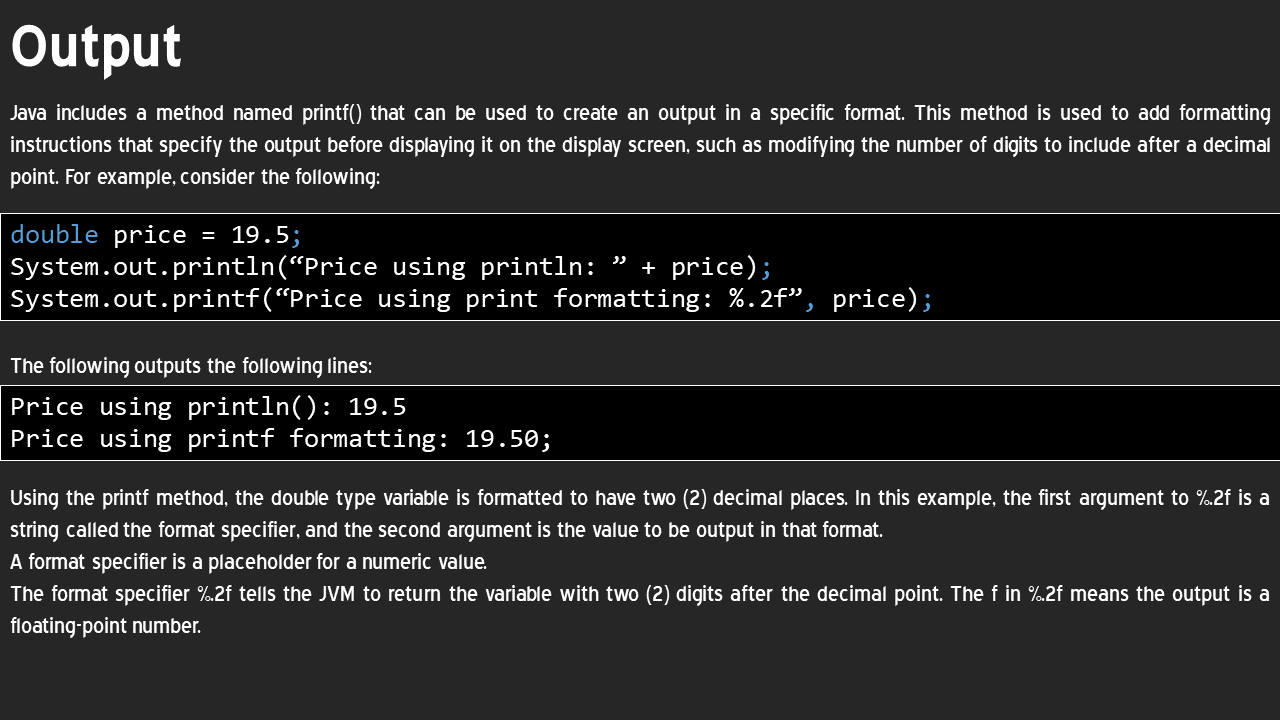 Output
Java includes a method named printf() that can be used to create an output in a specific format. This method is used to add formatting
instructions that specify the output before displaying it on the display screen, such as modifying the number of digits to include after a decimal
point. For example, consider the following:
double price = 19.5;
System.out.println(“Price using println: ” + price);
System.out.printf(“Price using print formatting: %.2f”, price);
The following outputs the following lines:
Price using println(): 19.5
Price using printf formatting: 19.50;
Using the printf method, the double type variable is formatted to have two (2) decimal places. In this example, the first argument to %.2f is a
string called the format specifier, and the second argument is the value to be output in that format.
A format specifier is a placeholder for a numeric value.
The format specifier %.2f tells the JVM to return the variable with two (2) digits after the decimal point. The f in %.2f means the output is a
floating-point number.